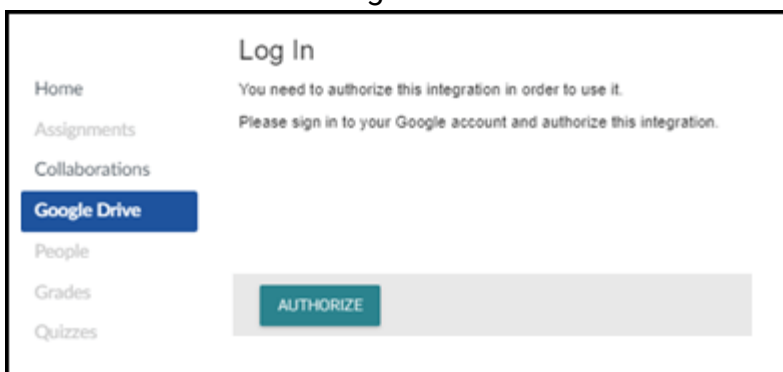 Log In
You need to authorize this integration in order to use it.
Please sign in to your Google account and authorize this integration.
Home
Assignments
Collaborations
Google Drive
People
Grades
Quizzes
AUTHORIZE